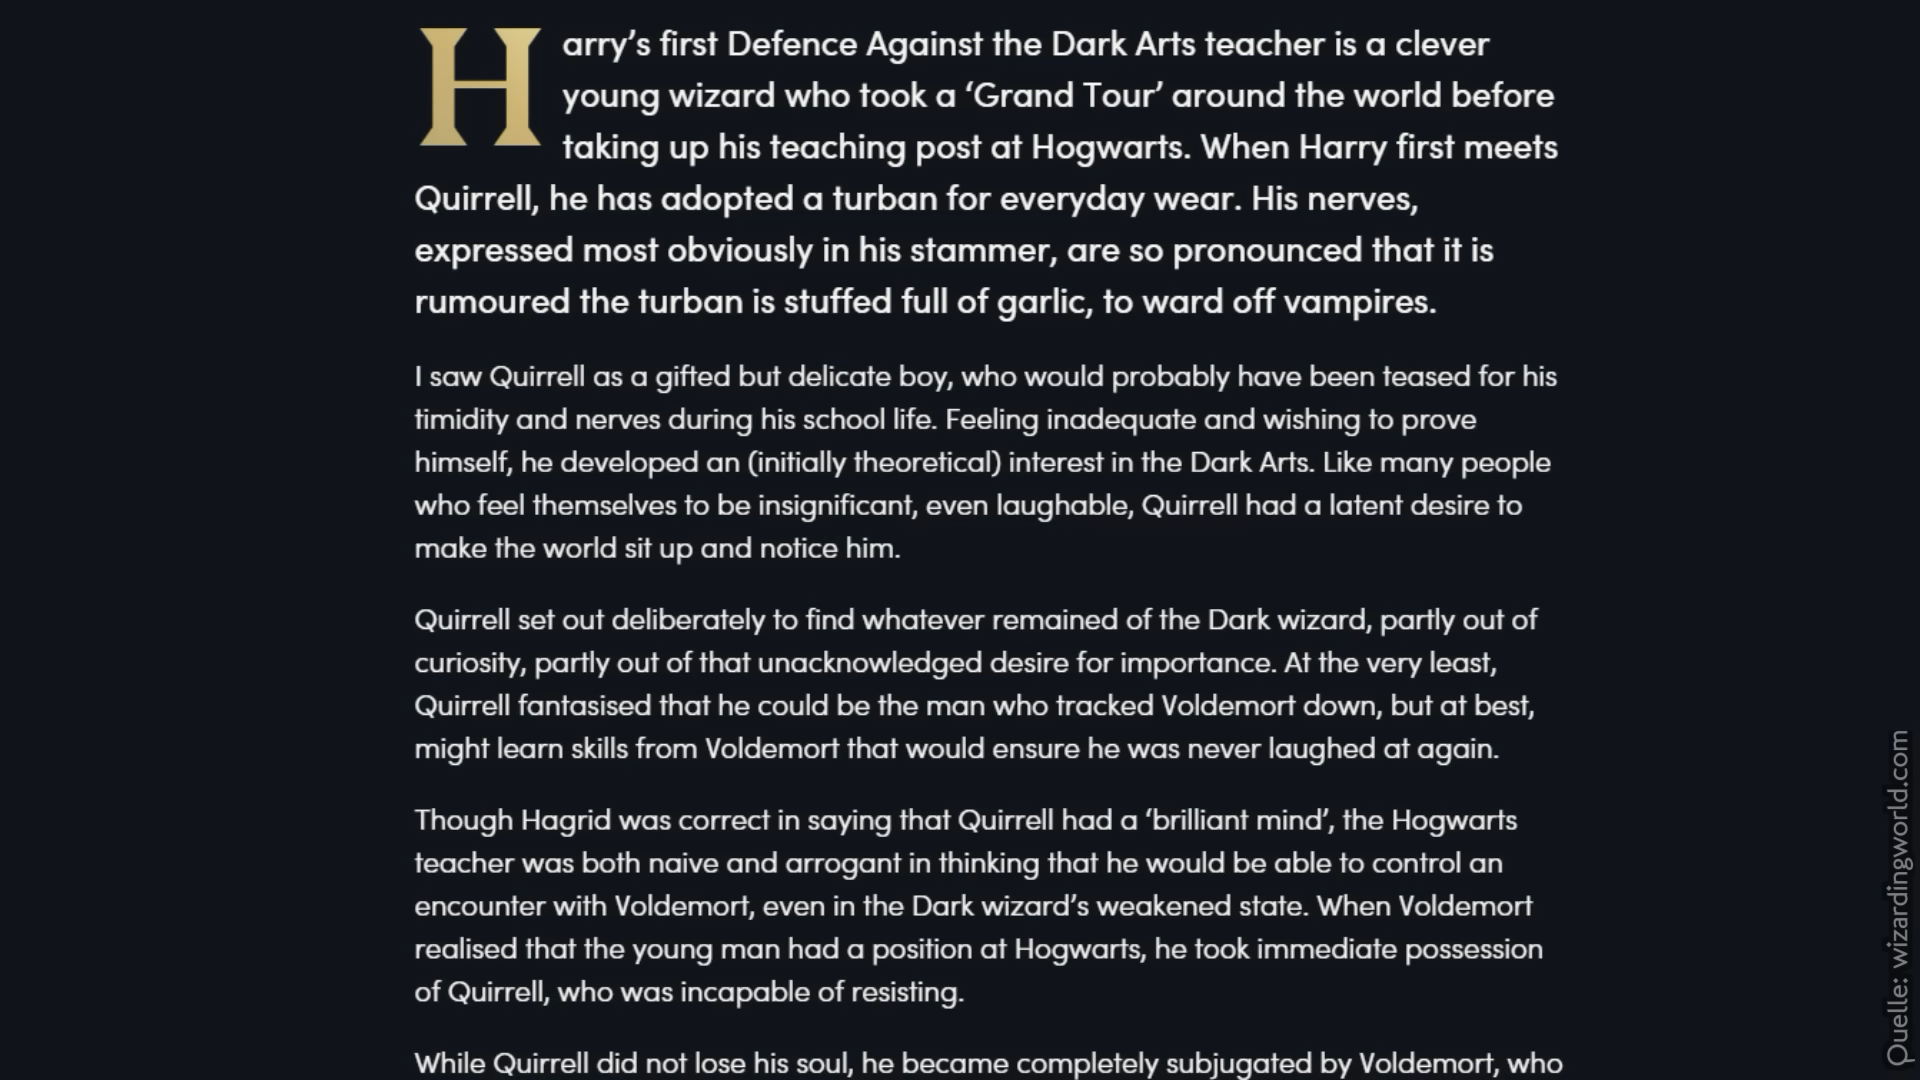 Harry’s first Defence Against the Dark Arts teacher is a clever
young wizard who took a ‘Grand Tour’ around the world before
taking up his teaching post at Hogwarts. When Harry first meets
Quirrell, he has adopted a turban for everyday wear. His nerves,
expressed most obviously in his stammer, are so pronounced that it is
rumoured the turban is stuffed full of garlic, to ward off vampires.
I saw Quirrell as a gifted but delicate boy, who would probably have been teased for his
timidity and nerves during his school life. Feeling inadequate and wishing to prove
himself, he developed an (initially theoretical) interest in the Dark Arts. Like many people
who feel themselves to be insignificant, even laughable, Quirrell had a latent desire to
make the world sit up and notice him.
Quirrell set out deliberately to find whatever remained of the Dark wizard, partly out of
curiosity, partly out of that unacknowledged desire for importance. At the very least,
Quirrell fantasised that he could be the man who tracked Voldemort down, but at best,
might learn skills from Voldemort that would ensure he was never laughed at again.
Though Hagrid was correct in saying that Quirrell had a ‘brilliant mind’, the Hogwarts
teacher was both naive and arrogant in thinking that he would be able to control an
encounter with Voldemort, even in the Dark wizard’s weakened state. When Voldemort
realised that the young man had a position at Hogwarts, he took immediate possession
of Quirrell, who was incapable of resisting.
While Quirrell did not lose his soul, he became completely subjugated by Voldemort, who
Quelle: wizardingworld.com